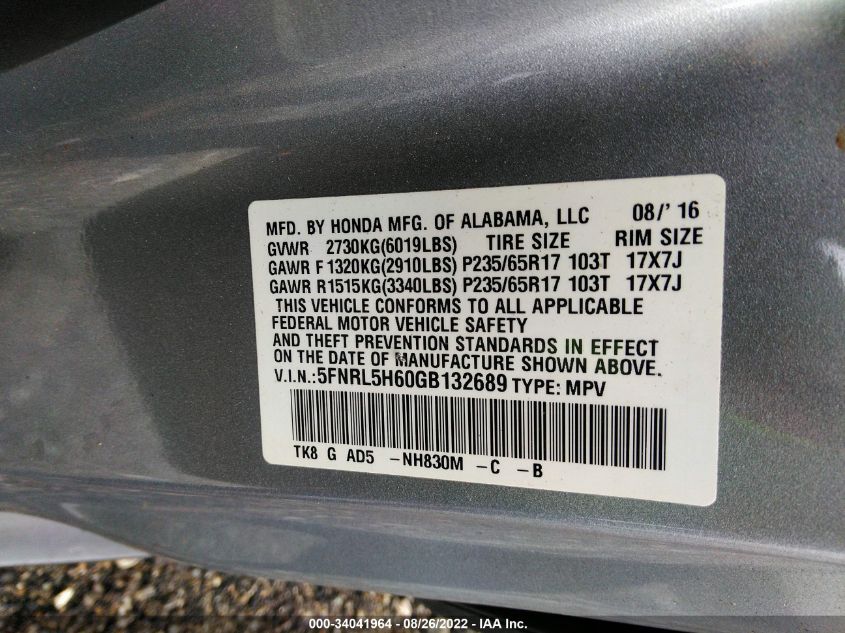 MFD. BY HONDA MFG. OF ALABAMA, LLC 08/'16
GVWR 2730KG(6019LBS) TIRE SIZE RIM SIZE
GAWR F 1320KG(2910LBS) P235/65R17 103T 17X7J
GAWR R1515KG(3340LBS) P235/65R17 103T 17X7J
THIS VEHICLE CONFORMS TO ALL APPLICABLE
FEDERAL MOTOR VEHICLE SAFETY
AND THEFT PREVENTION STANDARDS IN EFFECT
ON THE DATE OF MANUFACTURE SHOWN ABOVE.
V.I.N.:5FNRL5H60GB132689 TYPE: MPV
TK8 G AD5 -NH830M -C -B
000-34041964 - 08/26/2022 - IAA Inc.